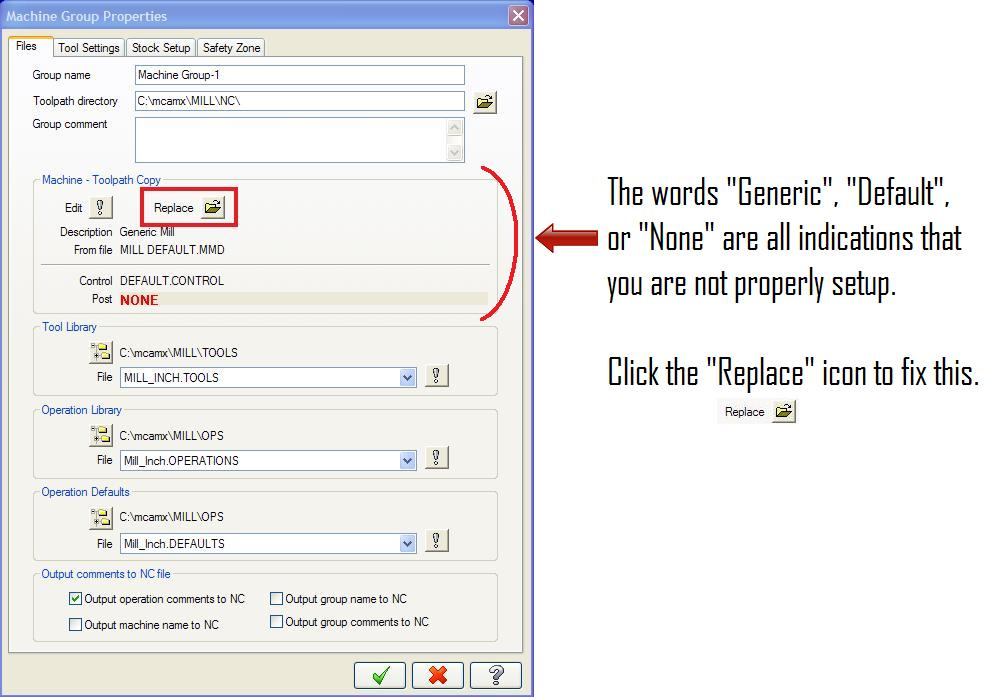 Machine Group Properties
Files Tool Settings Stock Setup Safety Zone
Group name Machine Group-1
Toolpath directory C:\mcamx\MILL\NC\
Group comment
Machine - Toolpath Copy
Edit Replace
Description Generic Mill
From file MILL DEFAULT.MMD
Control DEFAULT.CONTROL
Post NONE
Tool Library
C:\mcamx\MILL\TOOLS
File MILL_INCH.TOOLS
Operation Library
C:\mcamx\MILL\OPS
File Mill_Inch.OPERATIONS
Operation Defaults
C:\mcamx\MILL\OPS
File Mill_Inch.DEFAULTS
Output comments to NC file
Output operation comments to NC Output group name to NC
Output machine name to NC Output group comments to NC
The words "Generic", "Default",
or "None" are all indications that
you are not properly setup.
Click the "Replace" icon to fix this.
Replace